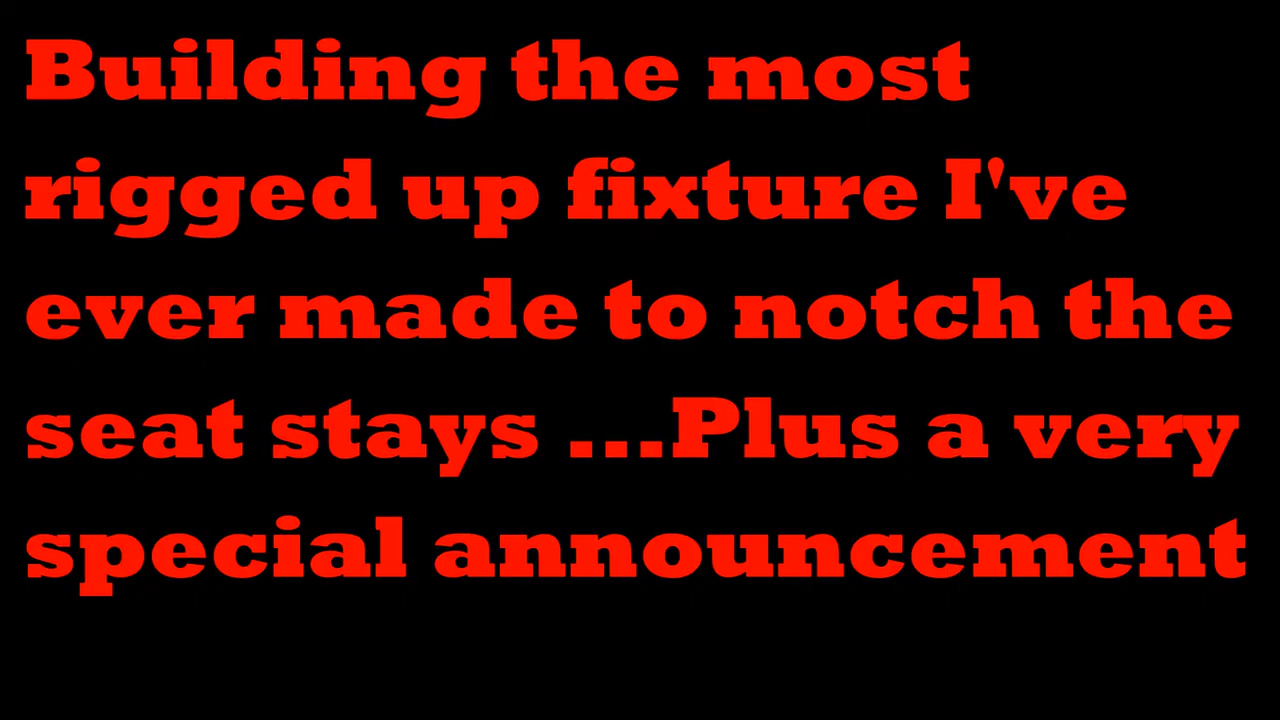 Building the most
rigged up fixture I've
ever made to notch the
seat stays ...Plus a very
special announcement